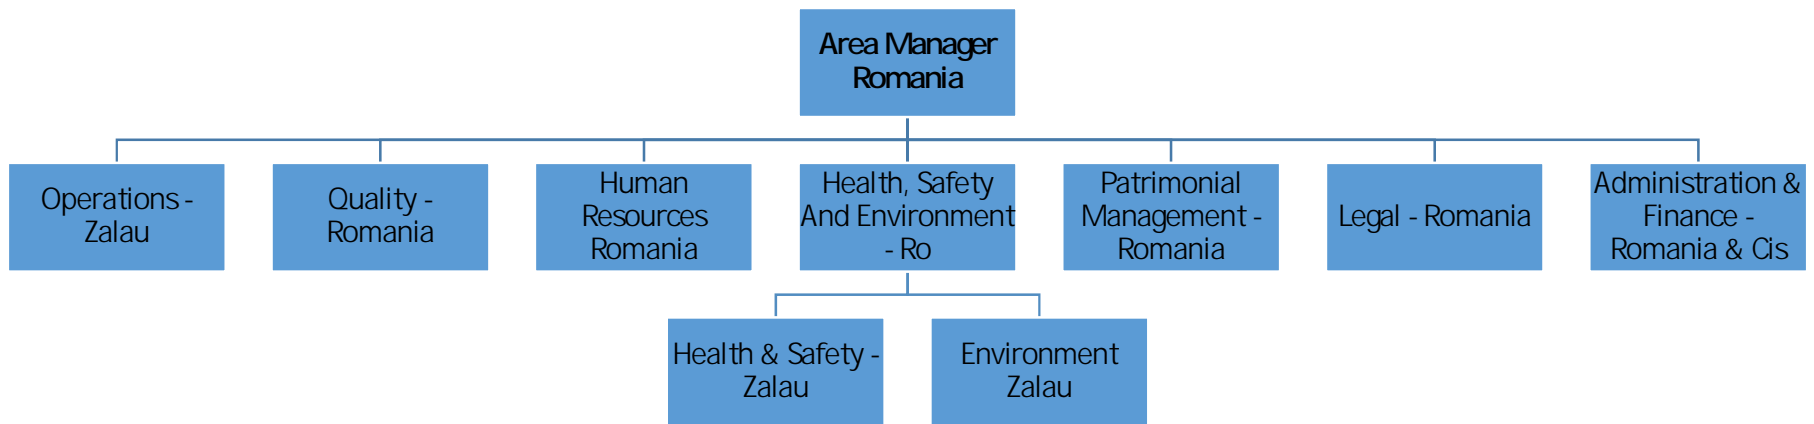 Area Manager
Romania
Operations -
Zalau
Quality -
Romania
Human
Resources
Romania
Health, Safety
And Environment
- Ro
Patrimonial
Management -
Romania
Legal - Romania
Administration &
Finance -
Romania & Cis
Health & Safety -
Zalau
Environment
Zalau